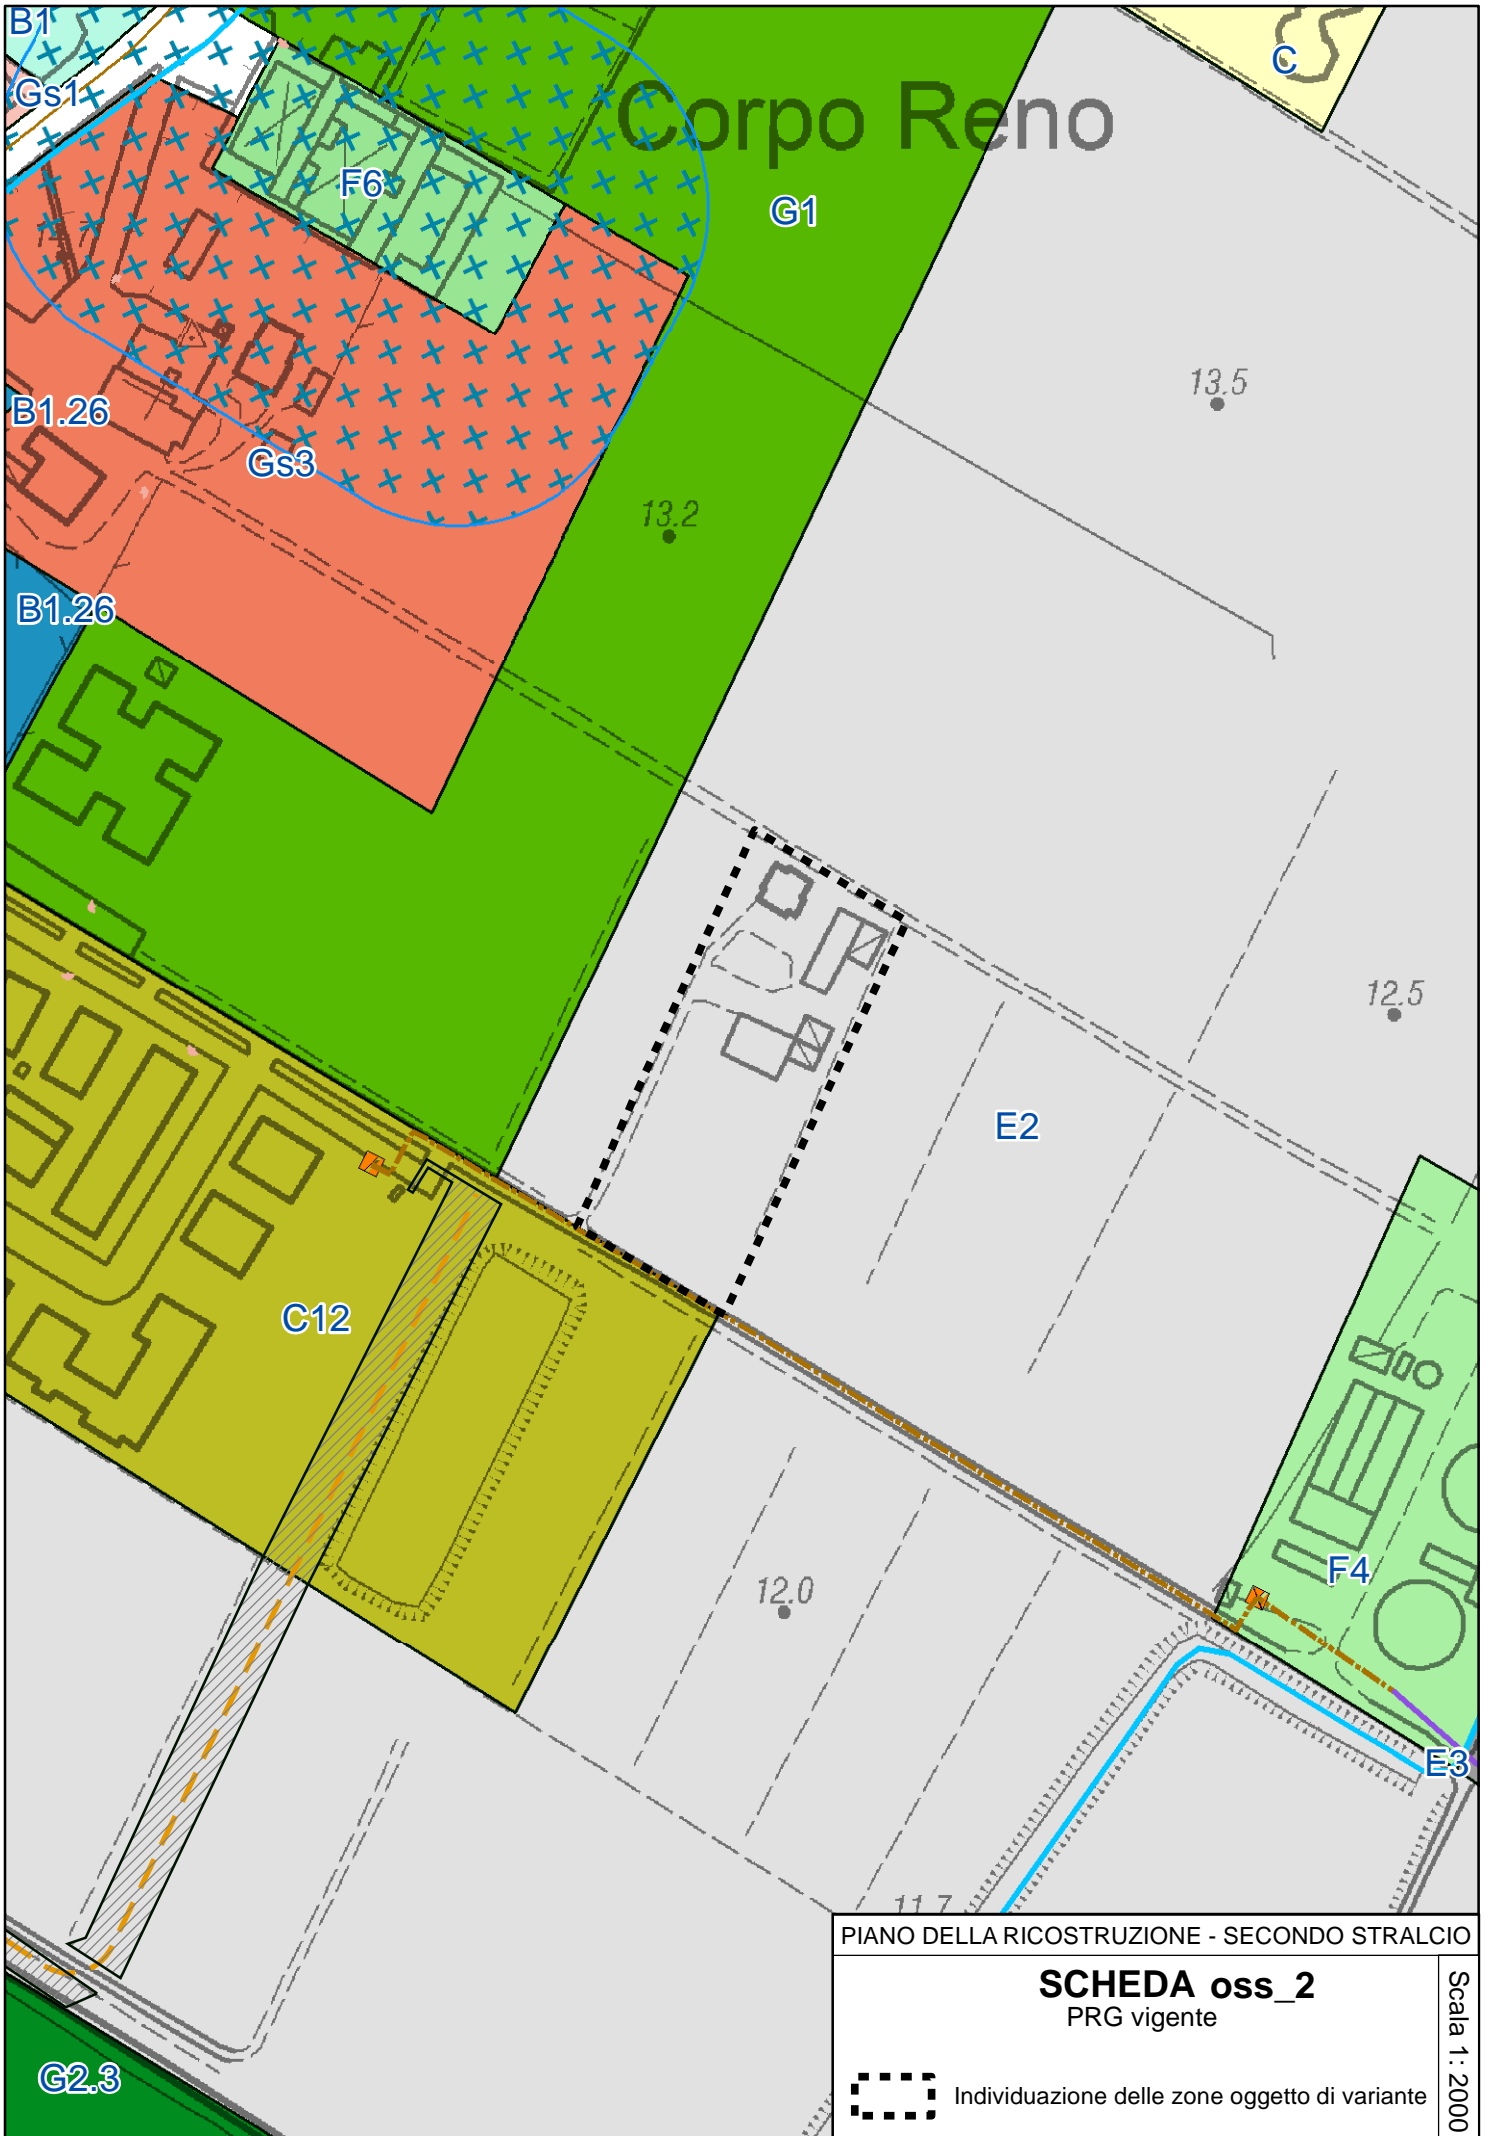 B1
C
Gs1
Corpo Reno
F6
G1
13.5
B1.26
Gs3
13.2
B1.26
12.5
E2
C12
F4
12.0
E3
11.7
PIANO DELLA RICOSTRUZIONE - SECONDO STRALCIO
SCHEDA oss_2
PRG vigente
Scala 1: 2000
G2.3
Individuazione delle zone oggetto di variante